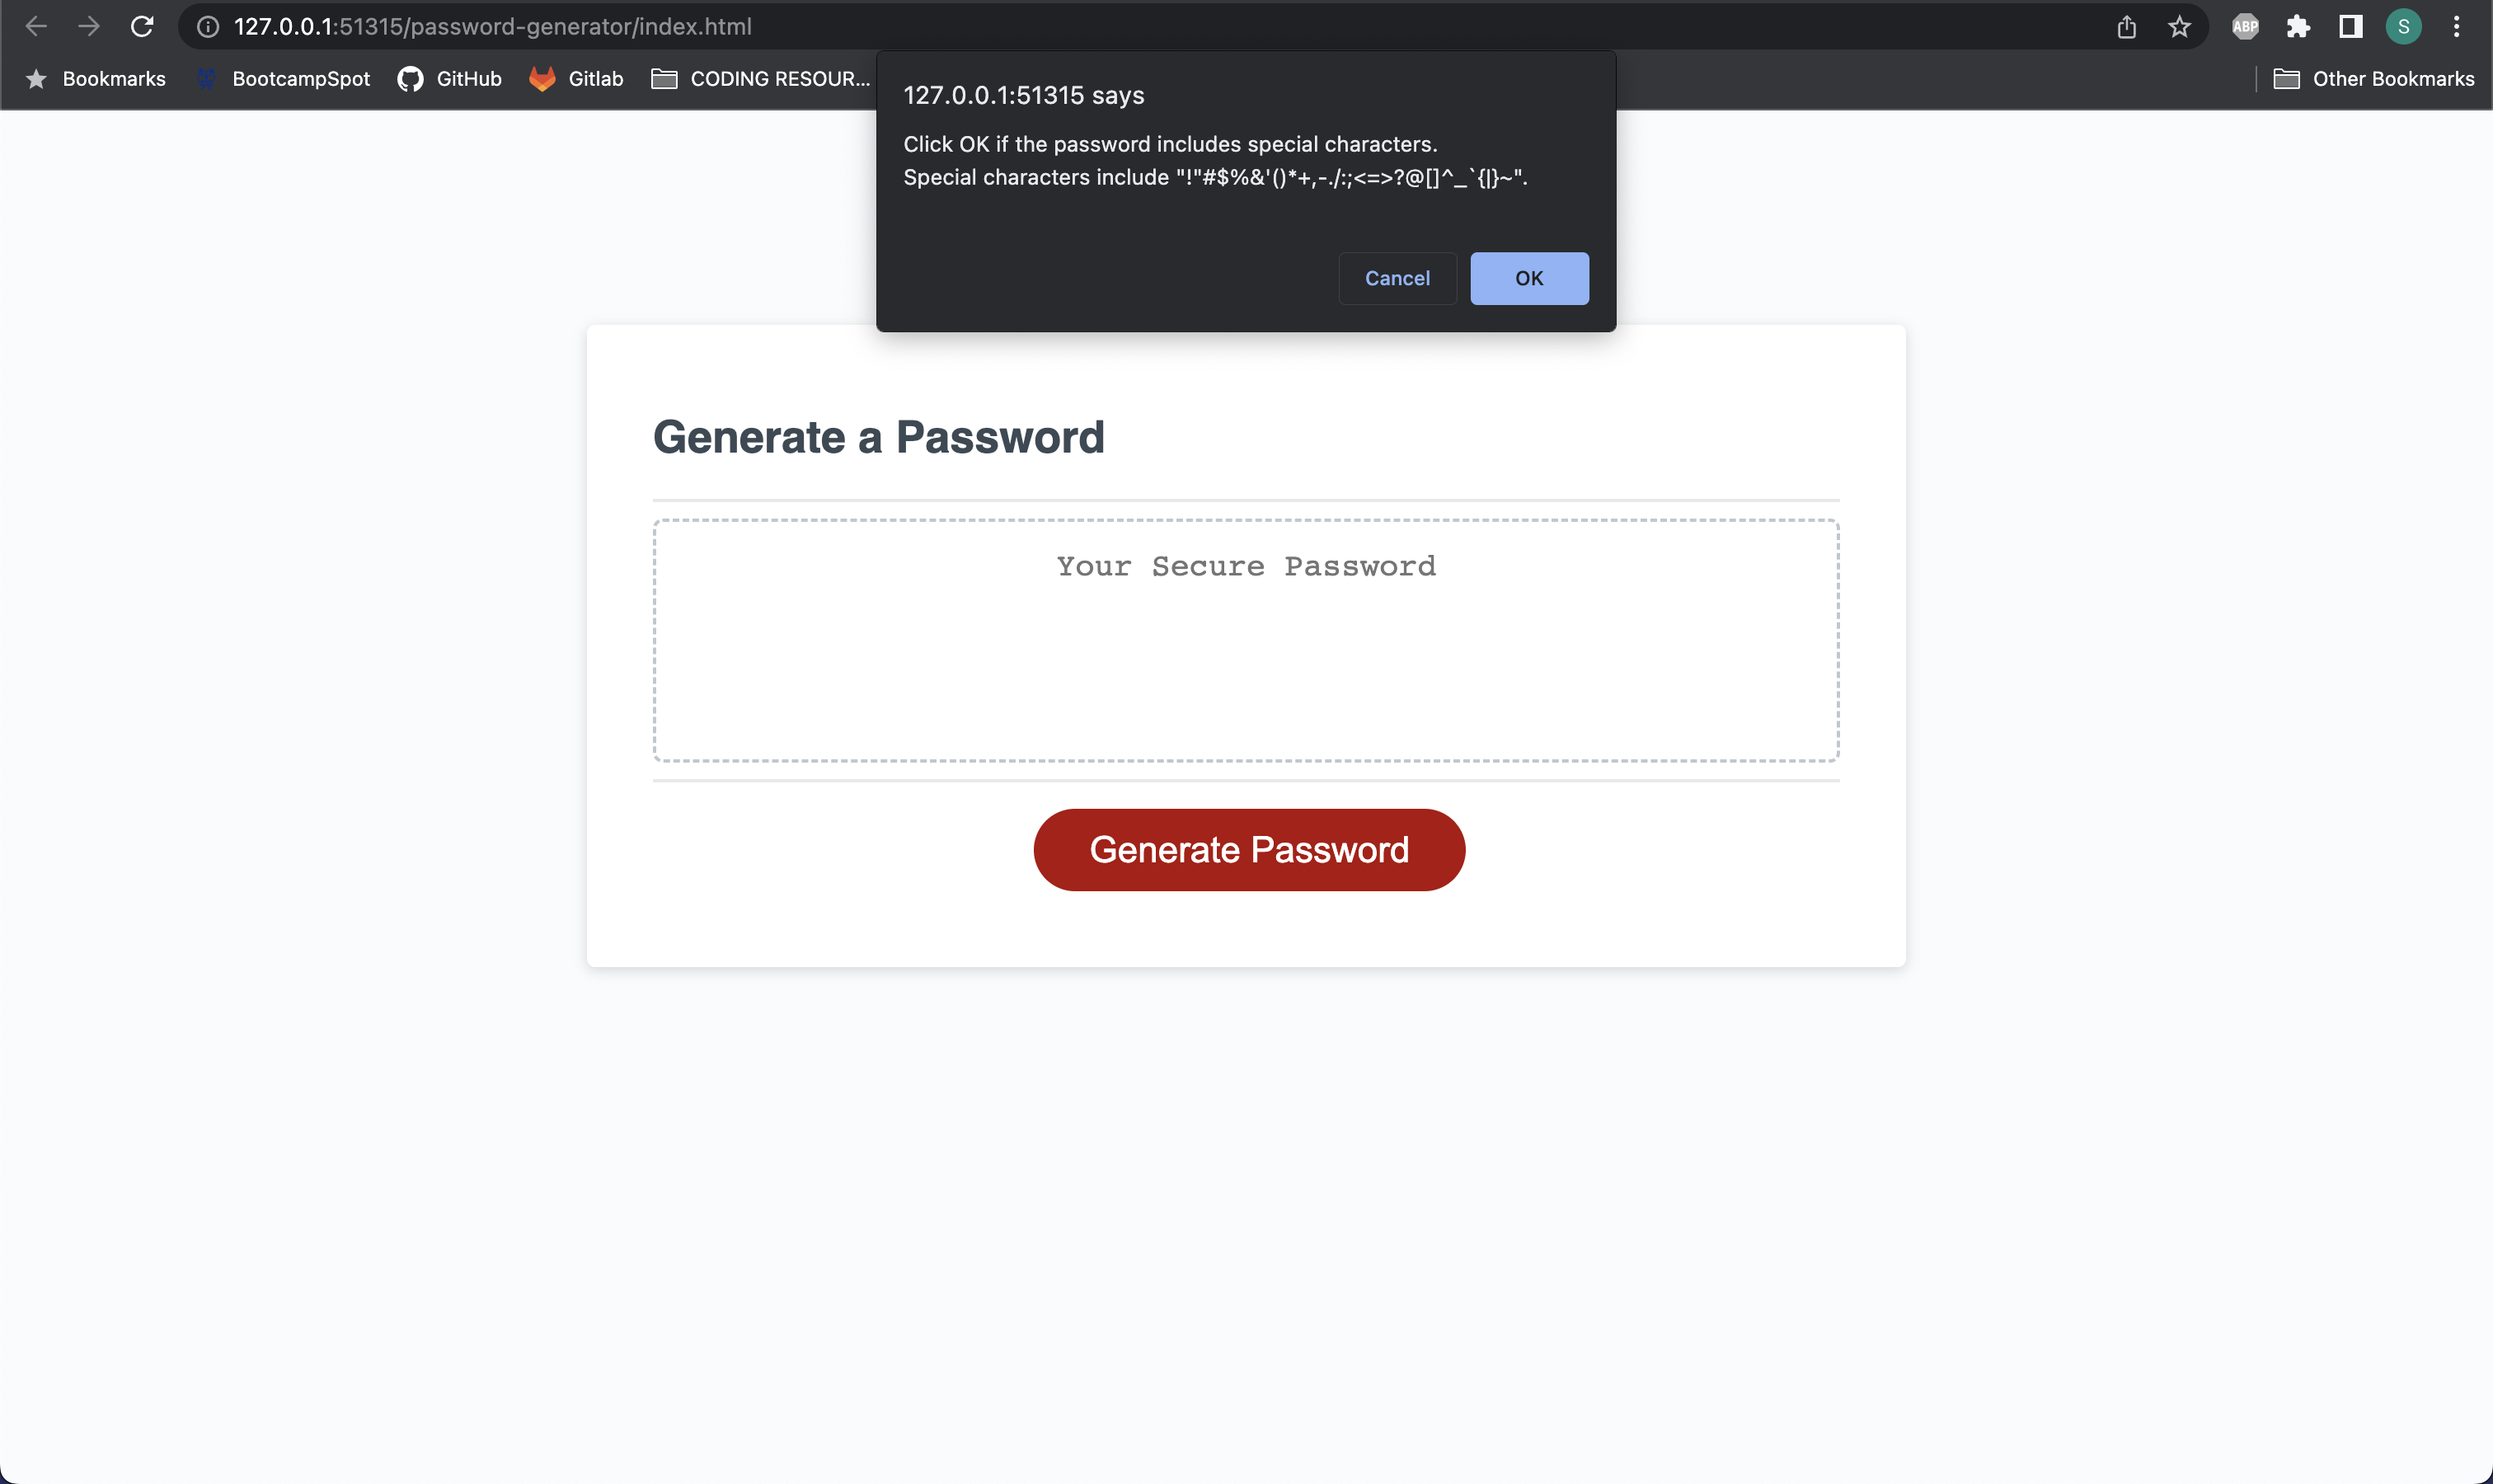 127.0.0.1:51315/password-generator/index.html
ABP
S
Bookmarks
BootcampSpot
GitHub
Gitlab
CODING RESOUR...
Other Bookmarks
127.0.0.1:51315 says
Click OK if the password includes special characters.
Special characters include "!"#$%&'()*+,-./:;<=>?@[]^_`{|}~".
Cancel
OK
Generate a Password
Your Secure Password
Generate Password